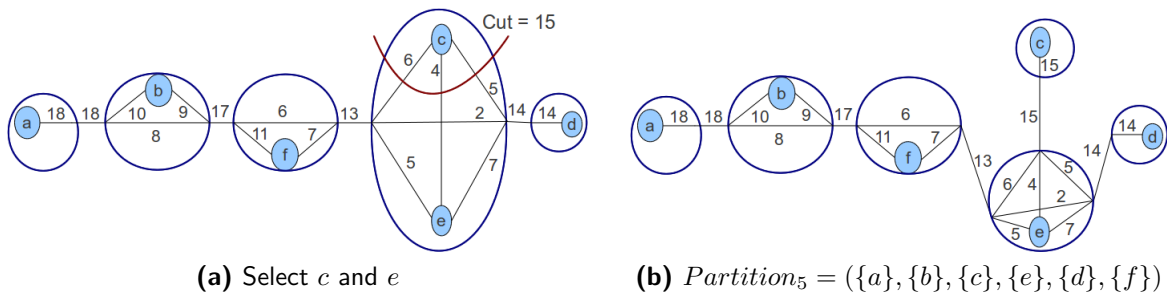 Cut = 15
c
6
4
5
b
18
18
10
9
17
6
13
2
14
14
a
8
11
7
f
d
5
7
e
(a) Select c and e
c
15
15
b
18
18
10
9
17
6
14
a
8
11
7
f
d
13
14
6
4
5
2
5
7
e
(b) Partition₅ = ({a}, {b}, {c}, {e}, {d}, {f})